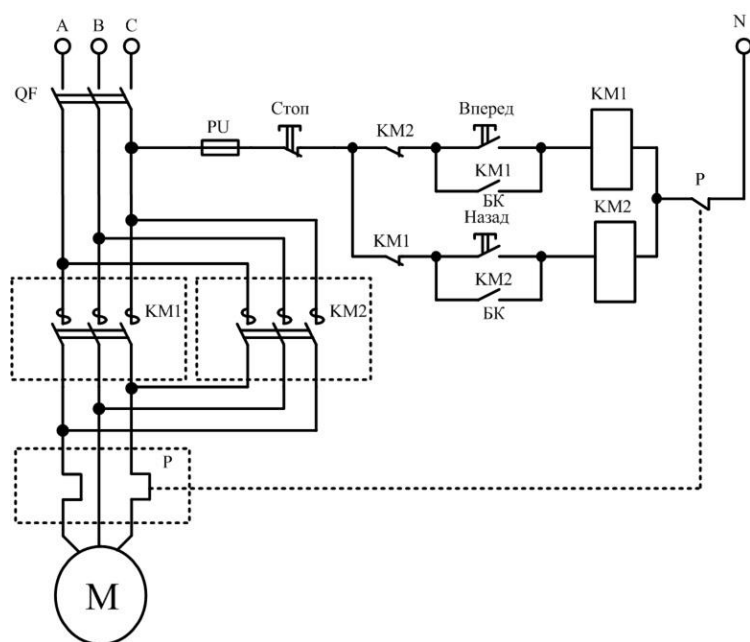 A B C N
QF
PU
Стоп
KM2
Вперед
KM1
KM1
БК
Назад
KM2
P
KM1
KM2
БК
KM1
KM2
P
M